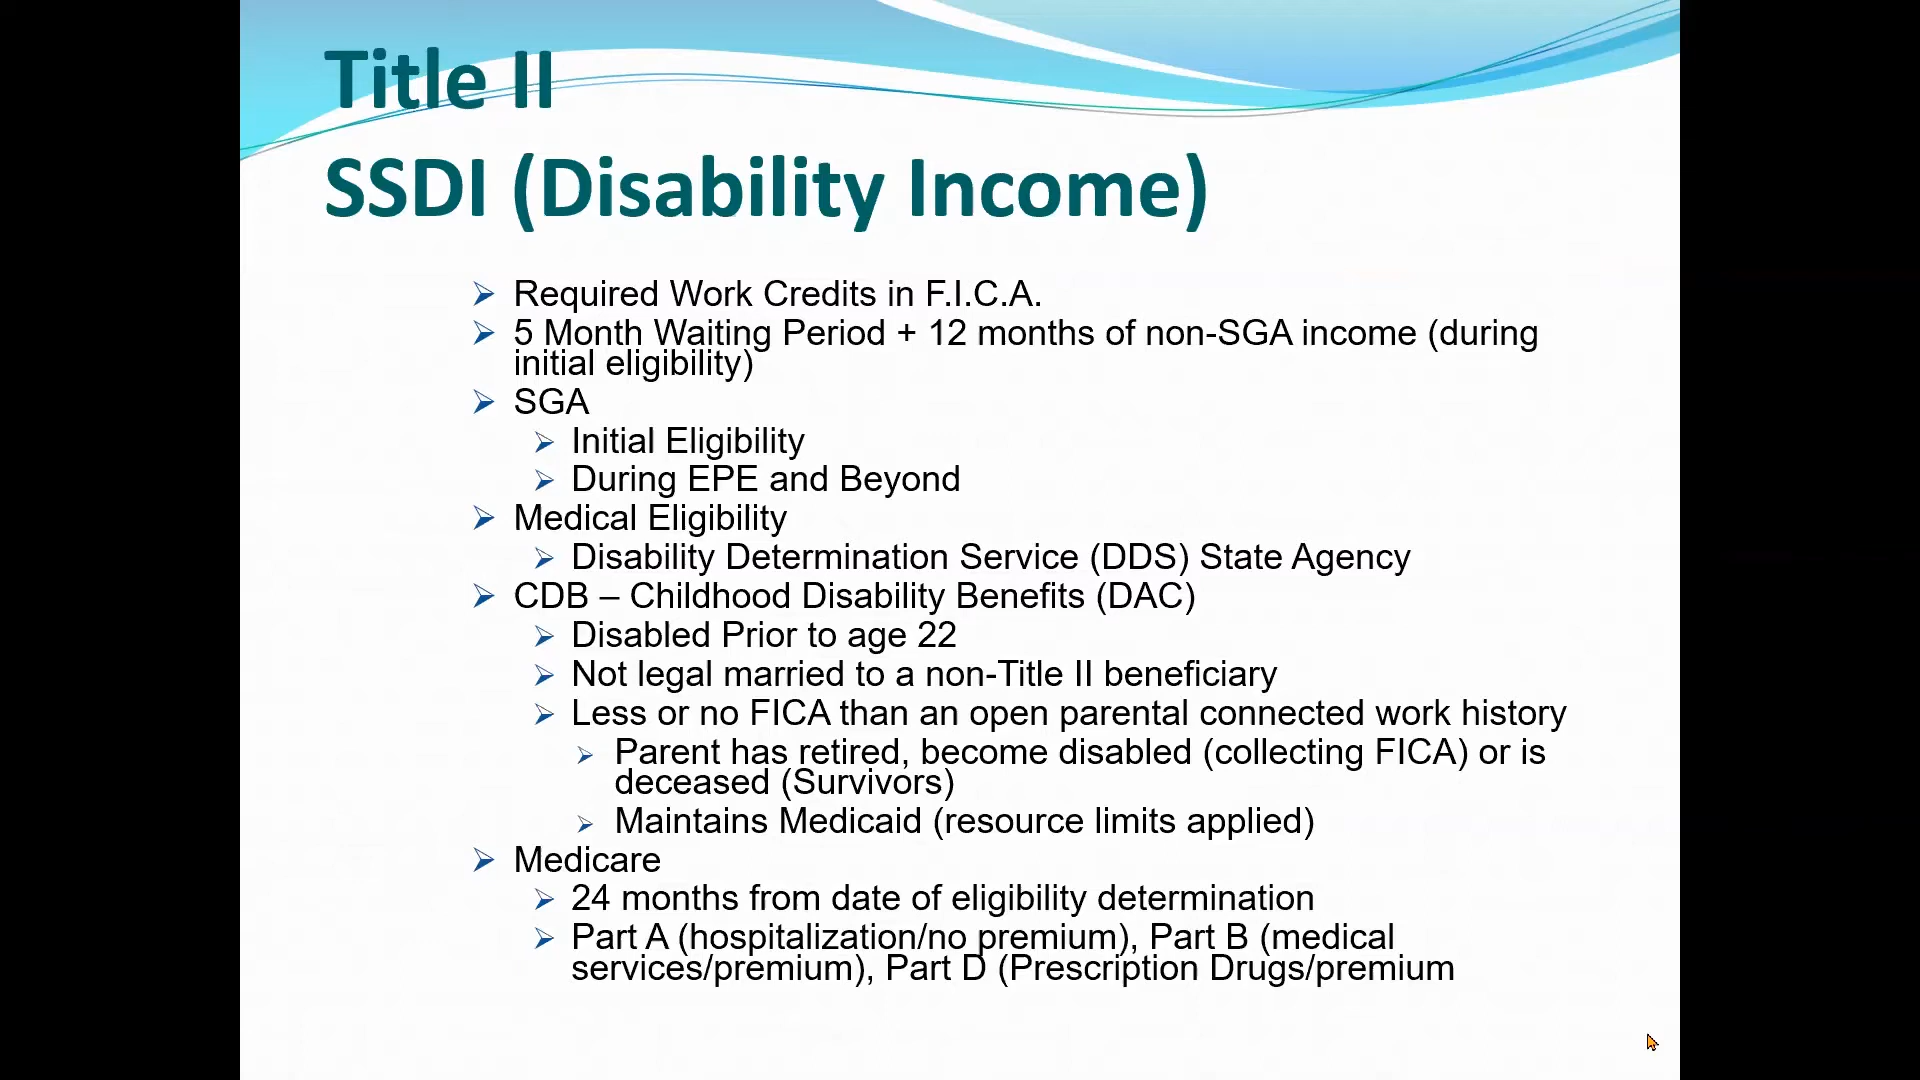 Title II
SSDI (Disability Income)
Required Work Credits in F.I.C.A.
5 Month Waiting Period + 12 months of non-SGA income (during
initial eligibility)
SGA
Initial Eligibility
During EPE and Beyond
Medical Eligibility
Disability Determination Service (DDS) State Agency
CDB – Childhood Disability Benefits (DAC)
Disabled Prior to age 22
Not legal married to a non-Title II beneficiary
Less or no FICA than an open parental connected work history
Parent has retired, become disabled (collecting FICA) or is
deceased (Survivors)
Maintains Medicaid (resource limits applied)
Medicare
24 months from date of eligibility determination
Part A (hospitalization/no premium), Part B (medical
services/premium), Part D (Prescription Drugs/premium